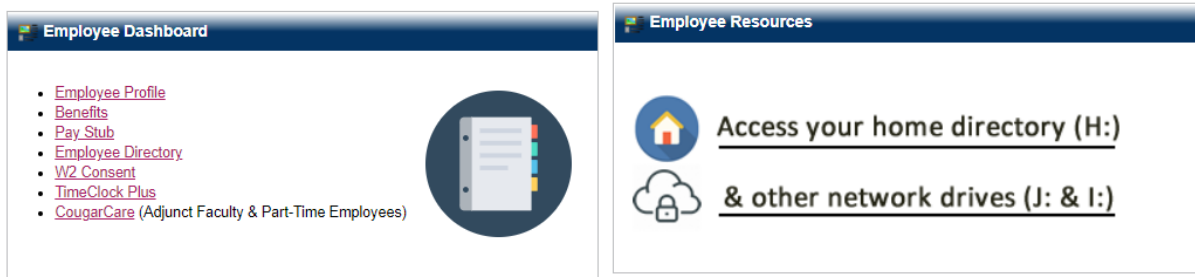 Employee Dashboard
Employee Profile
Benefits
Pay Stub
Employee Directory
W2 Consent
TimeClock Plus
CougarCare (Adjunct Faculty & Part-Time Employees)
Employee Resources
Access your home directory (H:)
& other network drives (J: & I:)